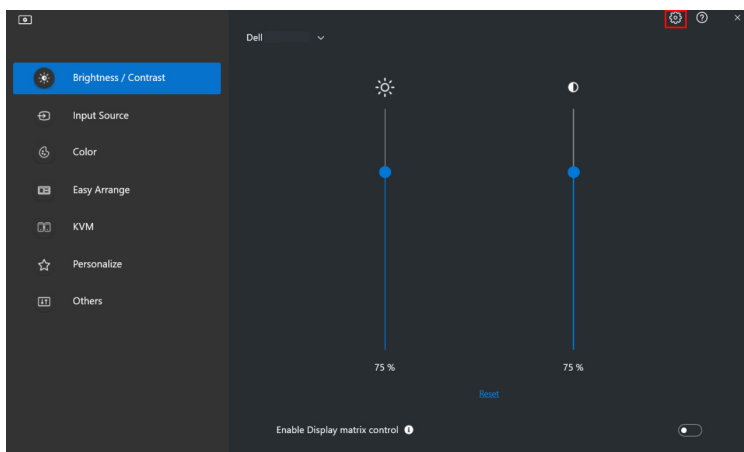 Dell
Brightness / Contrast
Input Source
Color
Easy Arrange
KVM
Personalize
Others
75 %
75 %
Reset
Enable Display matrix control